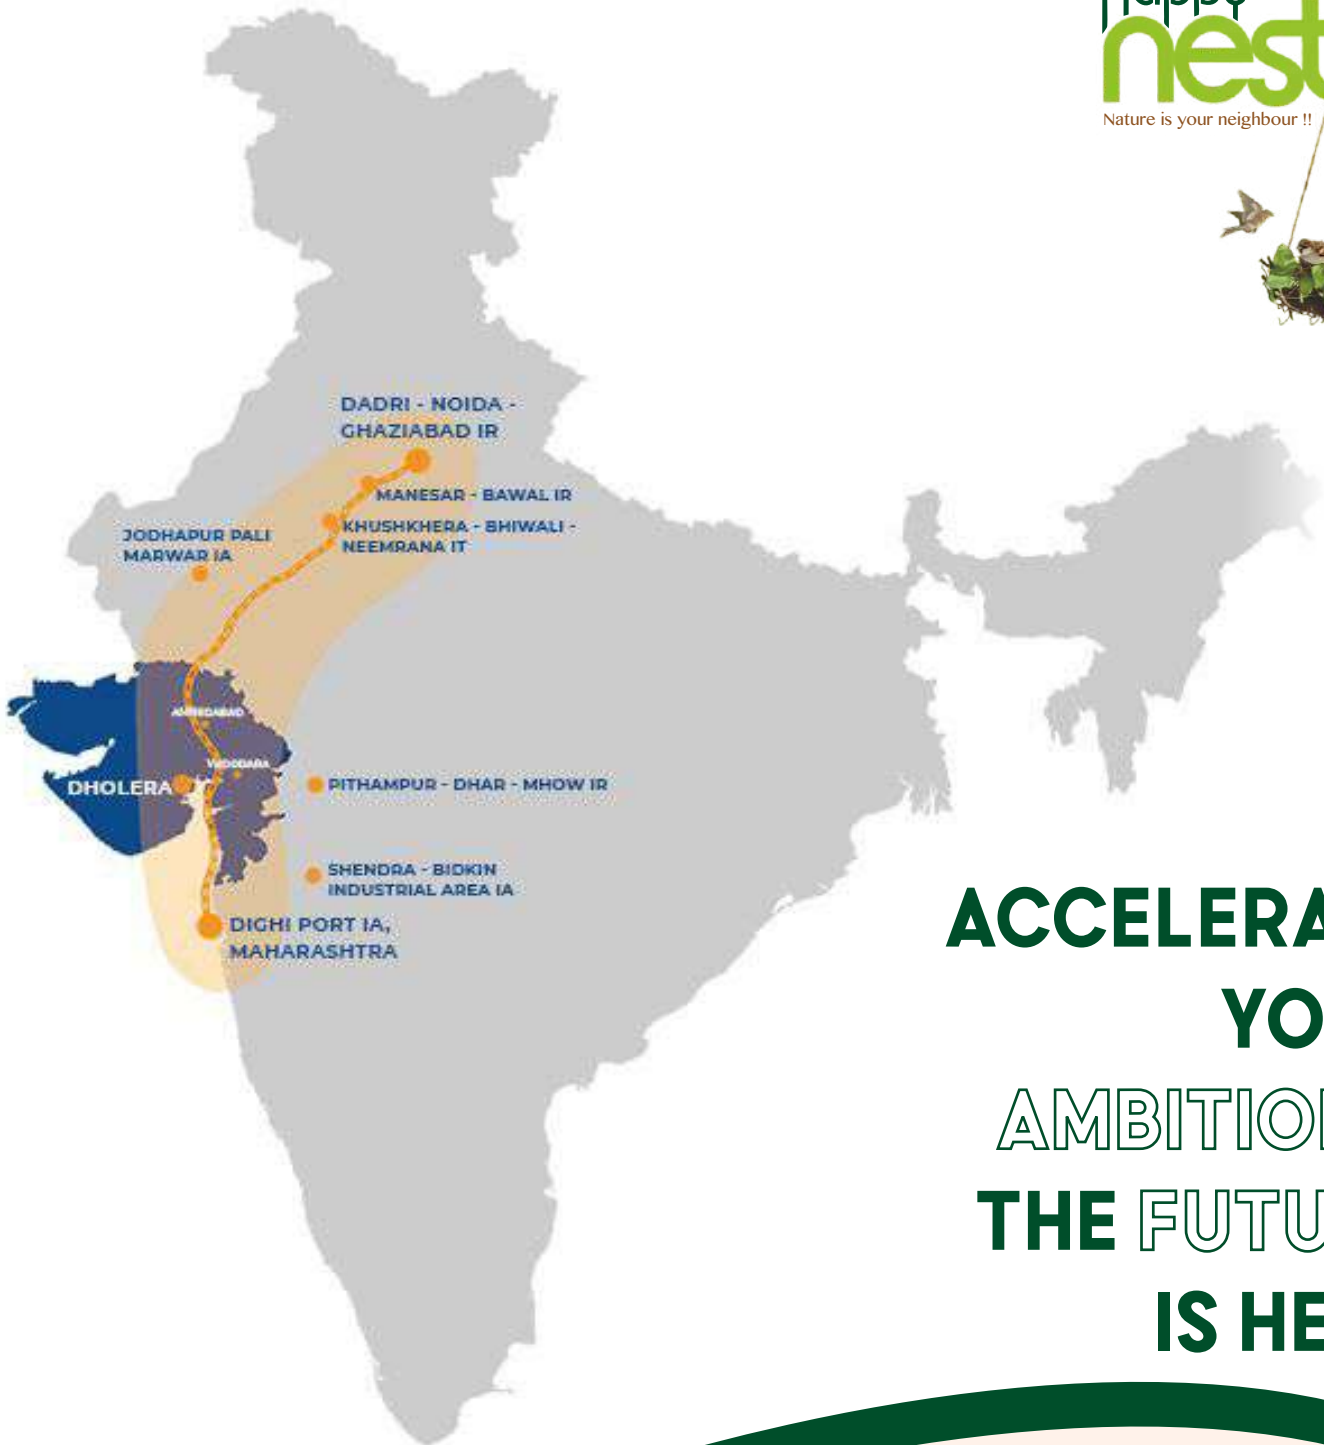 happy
nest
Nature is your neighbour !!
DADRI - NOIDA -
GHAZIABAD IR
MANESAR - BAWAL IR
KHUSHKHERA - BHIWALI -
NEEMRANA IT
JODHAPUR PALI
MARWAR IA
AHMEDABAD
VADODARA
DHOLERA
PITHAMPUR - DHAR - MHOW IR
SHENDRA - BIDKIN
INDUSTRIAL AREA IA
DIGHI PORT IA,
MAHARASHTRA
ACCELERA
YO
AMBITION
THE FUTU
IS HE